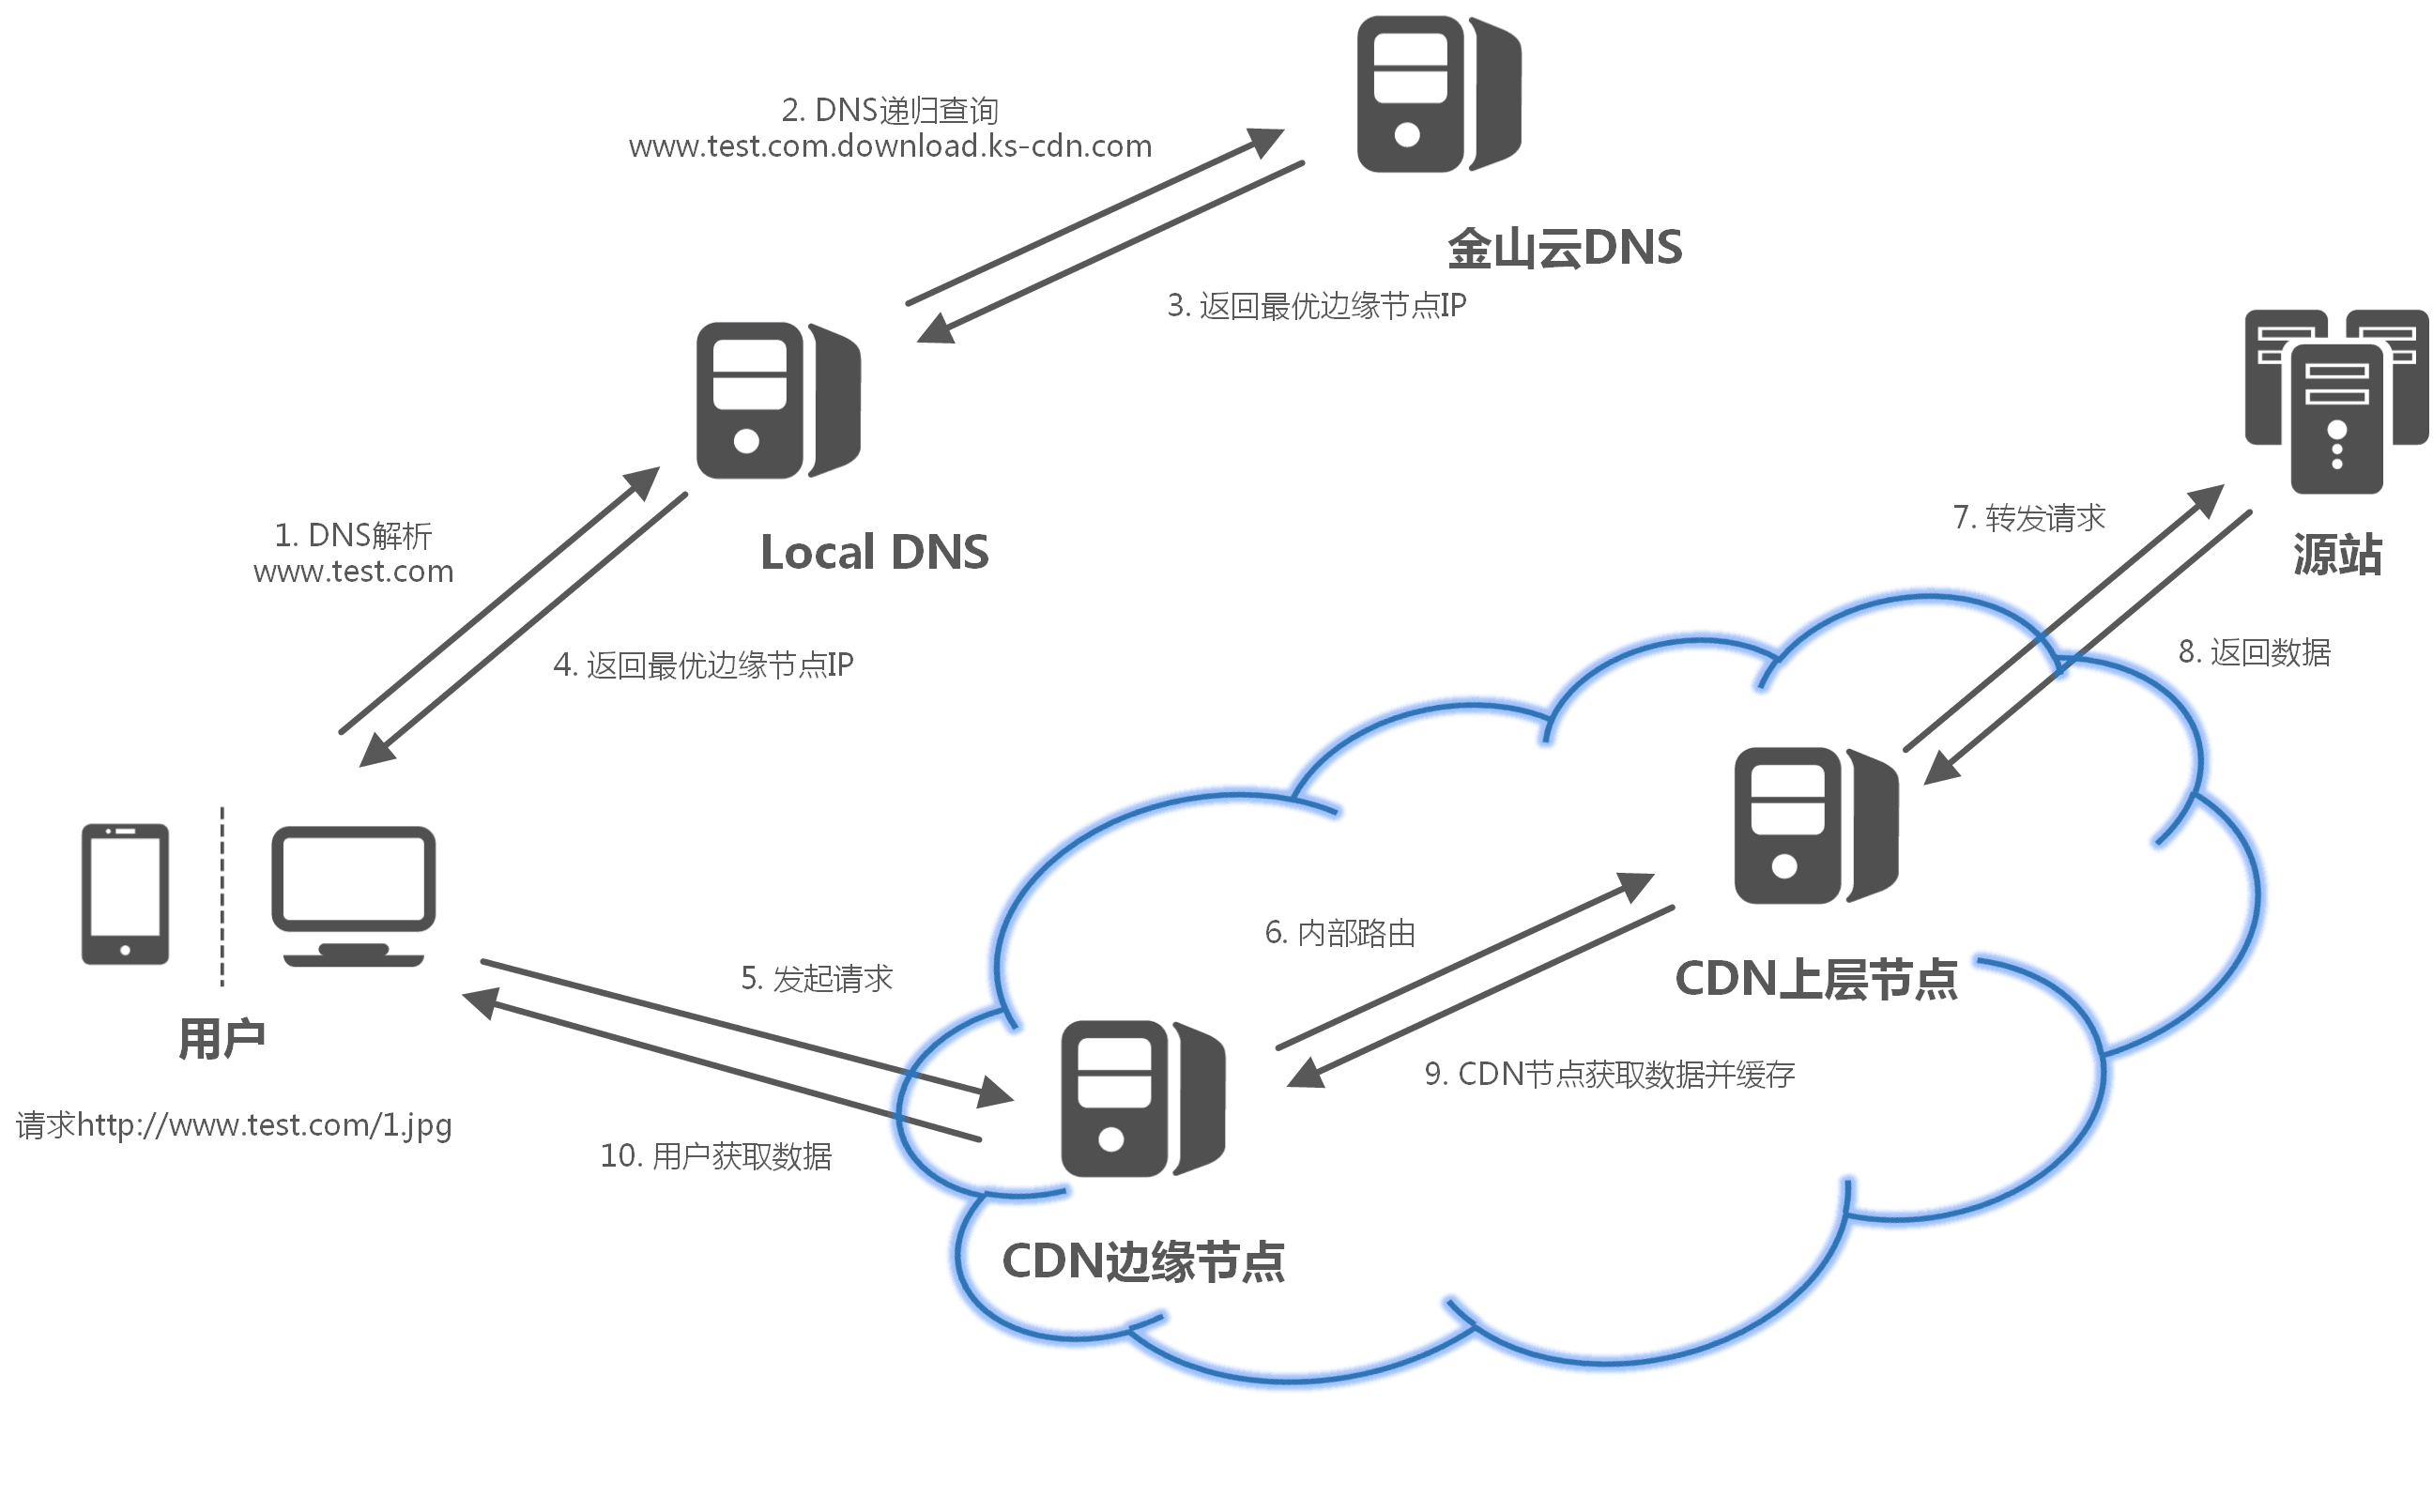 2. DNS递归查询
www.test.com.download.ks-cdn.com
金山云DNS
3. 返回最优边缘节点IP
1. DNS解析
www.test.com
Local DNS
7. 转发请求
源站
4. 返回最优边缘节点IP
8. 返回数据
6. 内部路由
5. 发起请求
CDN上层节点
用户
9. CDN节点获取数据并缓存
请求http://www.test.com/1.jpg
10. 用户获取数据
CDN边缘节点